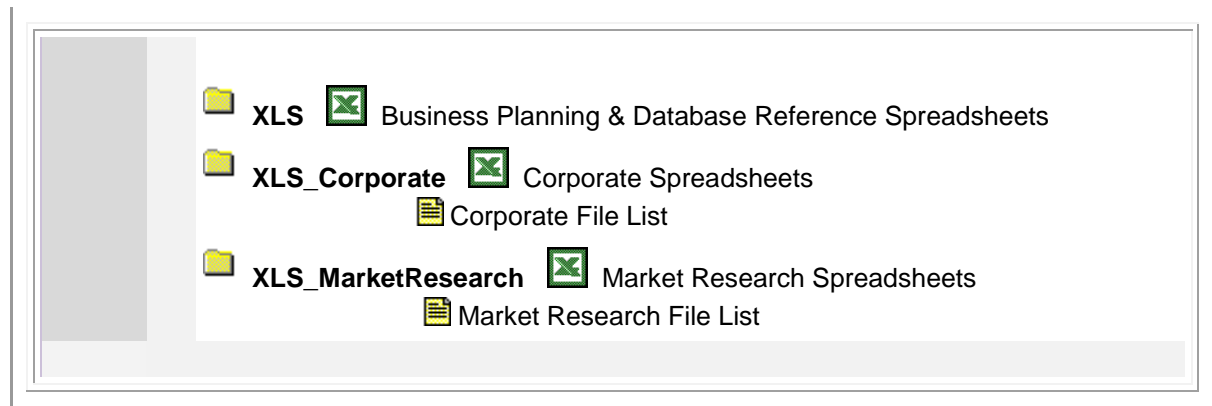 XLS Business Planning & Database Reference Spreadsheets
XLS_Corporate Corporate Spreadsheets
Corporate File List
XLS_MarketResearch Market Research Spreadsheets
Market Research File List